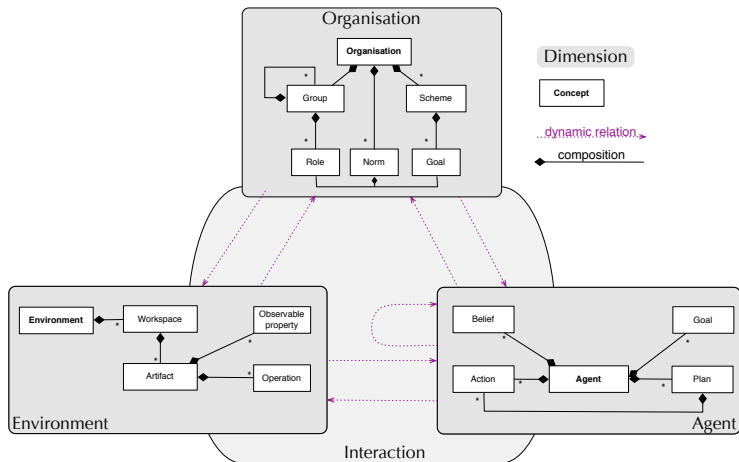 Organisation
Organisation
*
*
Group
Scheme
*
*
*
Role
Norm
Goal
Dimension
Concept
dynamic relation
composition
Environment
*
Workspace
Observable
property
*
*
Artifact
*
Operation
Environment
Belief
Goal
*
*
Action
*
Agent
*
Plan
*
Agent
Interaction